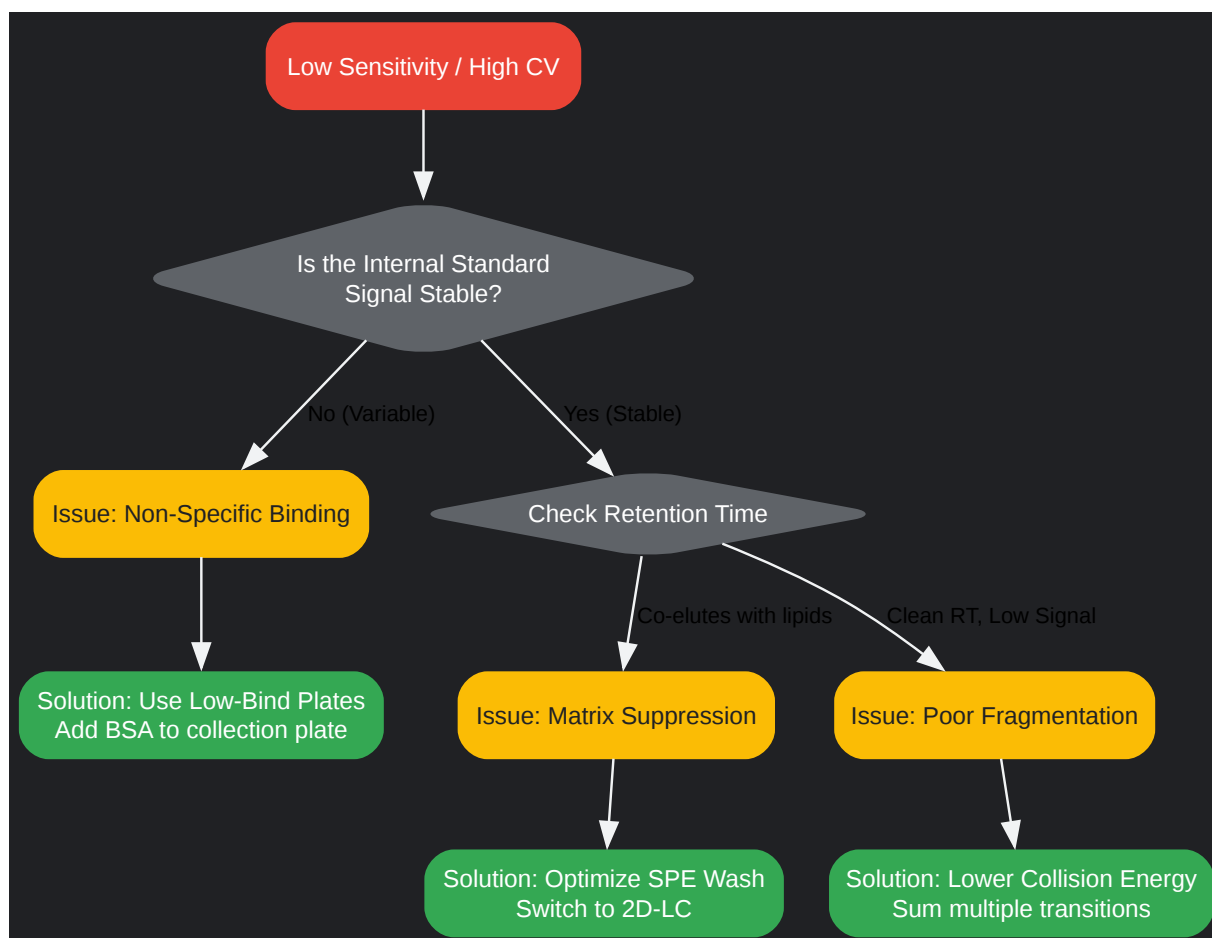 Low Sensitivity / High CV
Is the Internal Standard
Signal Stable?
No (Variable)
Yes (Stable)
Issue: Non-Specific Binding
Check Retention Time
Co-elutes with lipids
Clean RT, Low Signal
Solution: Use Low-Bind Plates
Add BSA to collection plate
Issue: Matrix Suppression
Issue: Poor Fragmentation
Solution: Optimize SPE Wash
Switch to 2D-LC
Solution: Lower Collision Energy
Sum multiple transitions